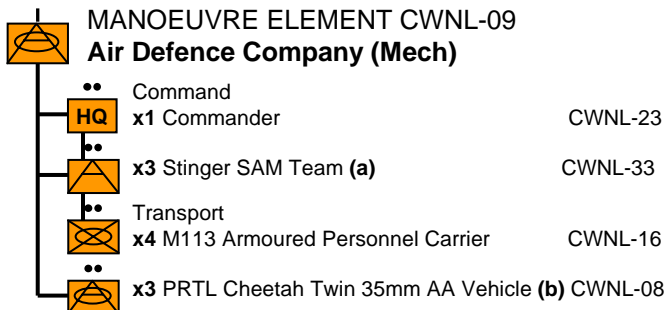 MANOEUVRE ELEMENT CWNL-09
Air Defence Company (Mech)
Command
HQ x1 Commander CWNL-23
x3 Stinger SAM Team (a) CWNL-33
Transport
x4 M113 Armoured Personnel Carrier CWNL-16
x3 PRTL Cheetah Twin 35mm AA Vehicle (b) CWNL-08